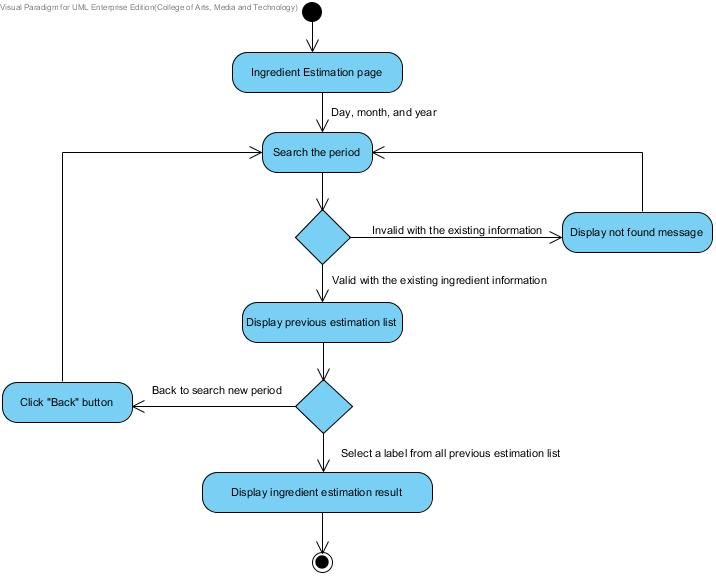 Visual Paradigm for UML Enterprise Edition(College of Arts, Media and Technology)
Ingredient Estimation page
Day, month, and year
Search the period
Invalid with the existing information
Display not found message
Valid with the existing ingredient information
Display previous estimation list
Back to search new period
Click "Back" button
Select a label from all previous estimation list
Display ingredient estimation result